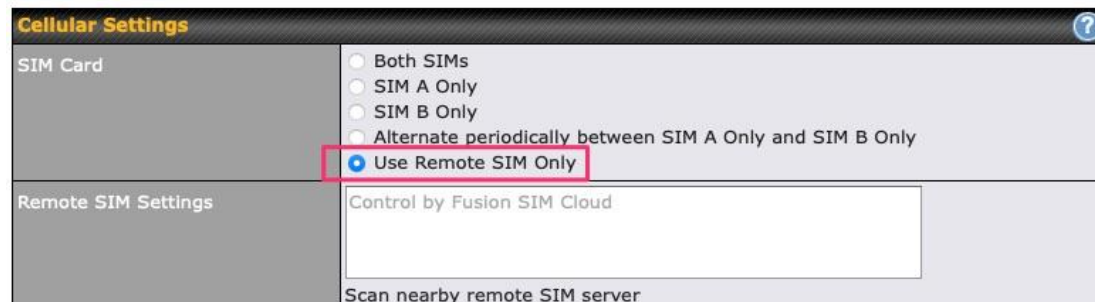 Cellular Settings
?
SIM Card
Both SIMs
SIM A Only
SIM B Only
Alternate periodically between SIM A Only and SIM B Only
Use Remote SIM Only
Remote SIM Settings
Control by Fusion SIM Cloud
Scan nearby remote SIM server